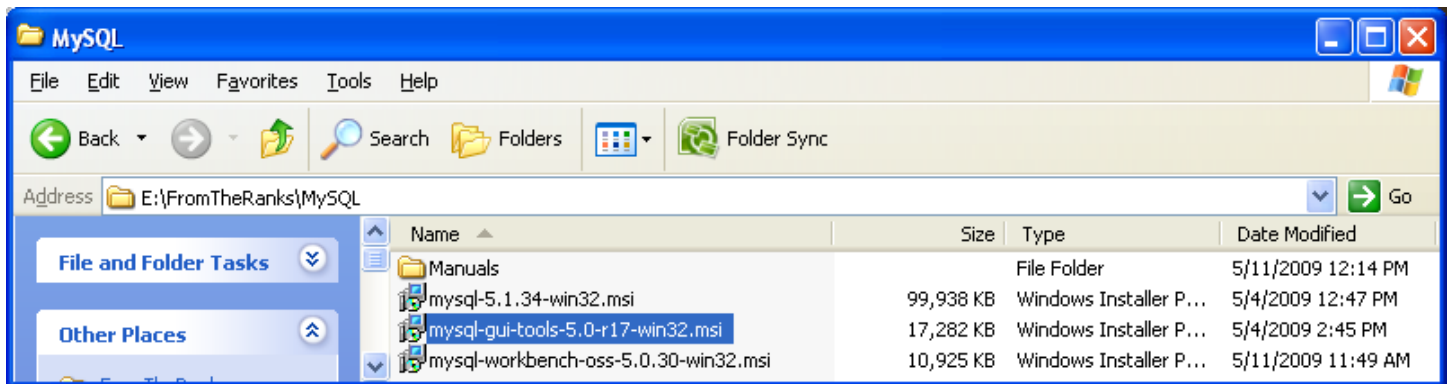 MySQL
File Edit View Favorites Tools Help
Back Search Folders Folder Sync
Address E:\FromTheRanks\MySQL Go
Name Size Type Date Modified
File and Folder Tasks
Manuals File Folder 5/11/2009 12:14 PM
mysql-5.1.34-win32.msi 99,938 KB Windows Installer P... 5/4/2009 12:47 PM
Other Places
mysql-gui-tools-5.0-r17-win32.msi 17,282 KB Windows Installer P... 5/4/2009 2:45 PM
mysql-workbench-oss-5.0.30-win32.msi 10,925 KB Windows Installer P... 5/11/2009 11:49 AM